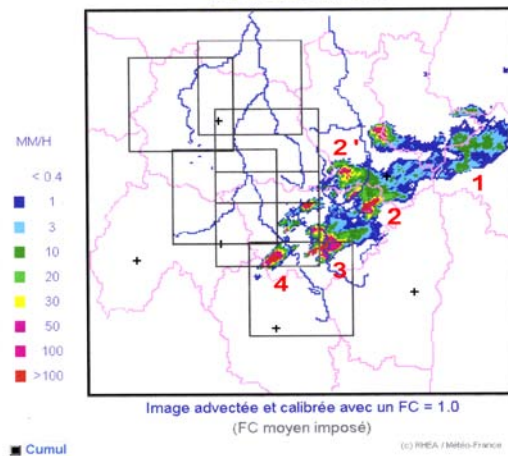 MM/H
< 0 4
1
3
10
20
30
50
100
>100
2'
1
2
3
4
Image advectée et calibrée avec un FC = 1.0
(FC moyen imposé)
(c) RHEA / Météo-France
Cumul